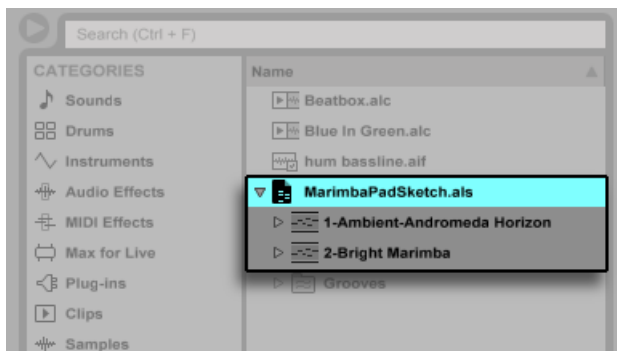 Search (Ctrl + F)
CATEGORIES
Sounds
Drums
Instruments
Audio Effects
MIDI Effects
Max for Live
Plug-ins
Clips
Samples
Name
Beatbox.alc
Blue In Green.alc
hum bassline.aif
MarimbaPadSketch.als
1-Ambient-Andromeda Horizon
2-Bright Marimba
Grooves